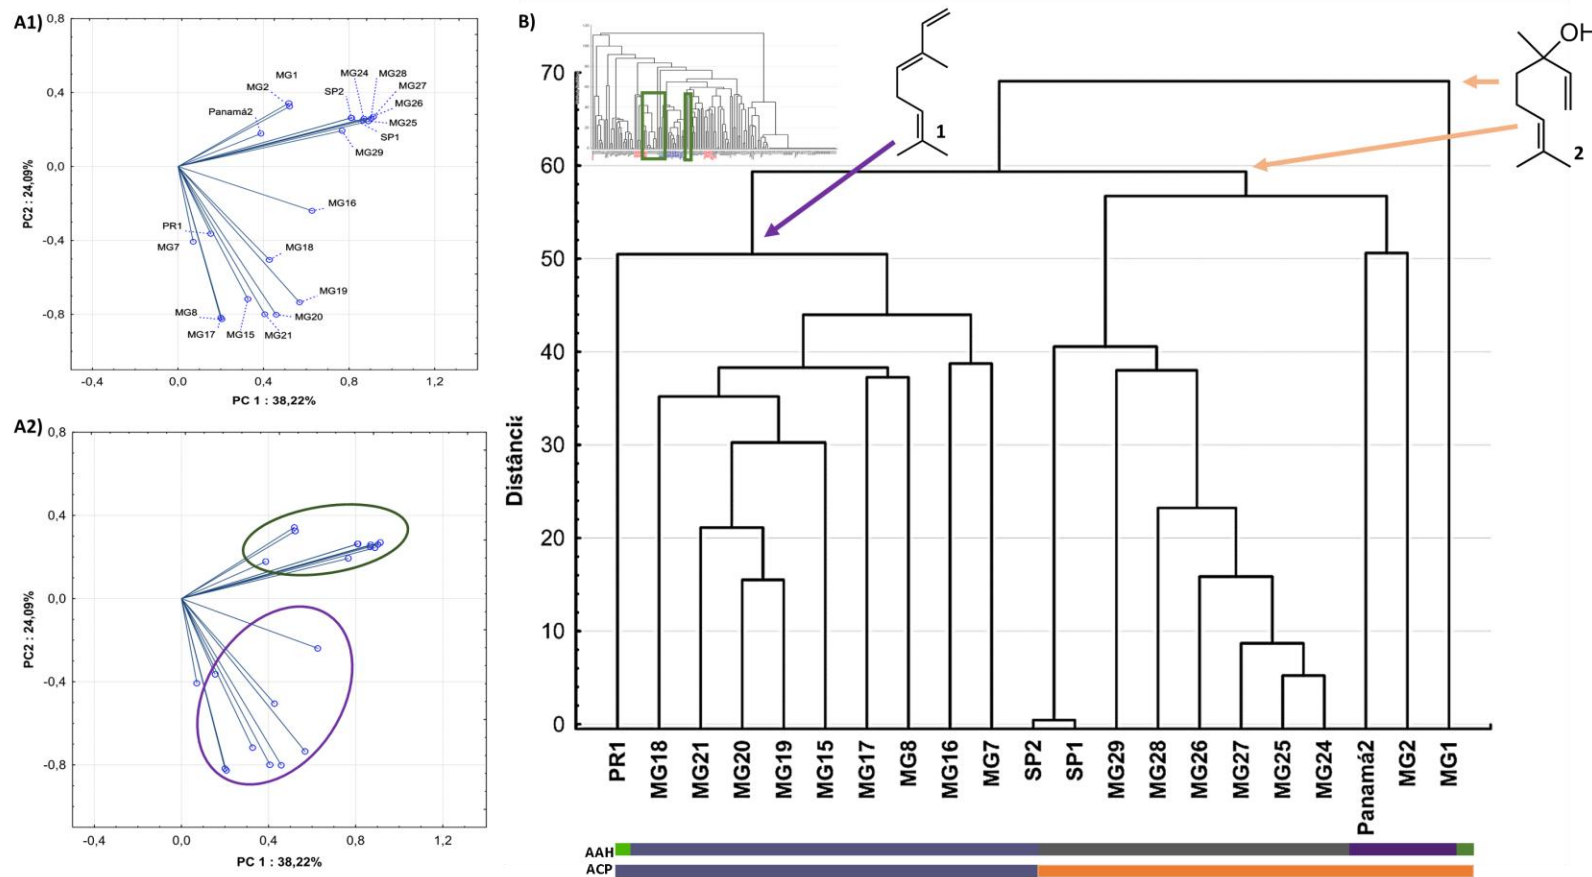 A1)
0,8
0,4
0,0
-0,4
-0,8
PC2 : 24,09%
MG1
MG2
Panamá2
MG24
MG28
SP2
MG27
MG26
MG25
SP1
MG29
MG16
PR1
MG7
MG18
MG19
MG8
MG20
MG17
MG15
MG21
-0,4
0,0
0,4
0,8
1,2
PC 1 : 38,22%
A2)
0,8
0,4
0,0
-0,4
-0,8
PC2 : 24,09%
-0,4
0,0
0,4
0,8
1,2
PC 1 : 38,22%
B)
1
OH
2
70
60
50
40
30
20
10
0
Distância
PR1
MG18
MG21
MG20
MG19
MG15
MG17
MG8
MG16
MG7
SP2
SP1
MG29
MG28
MG26
MG27
MG25
MG24
Panamá2
MG2
MG1
AAH
ACP